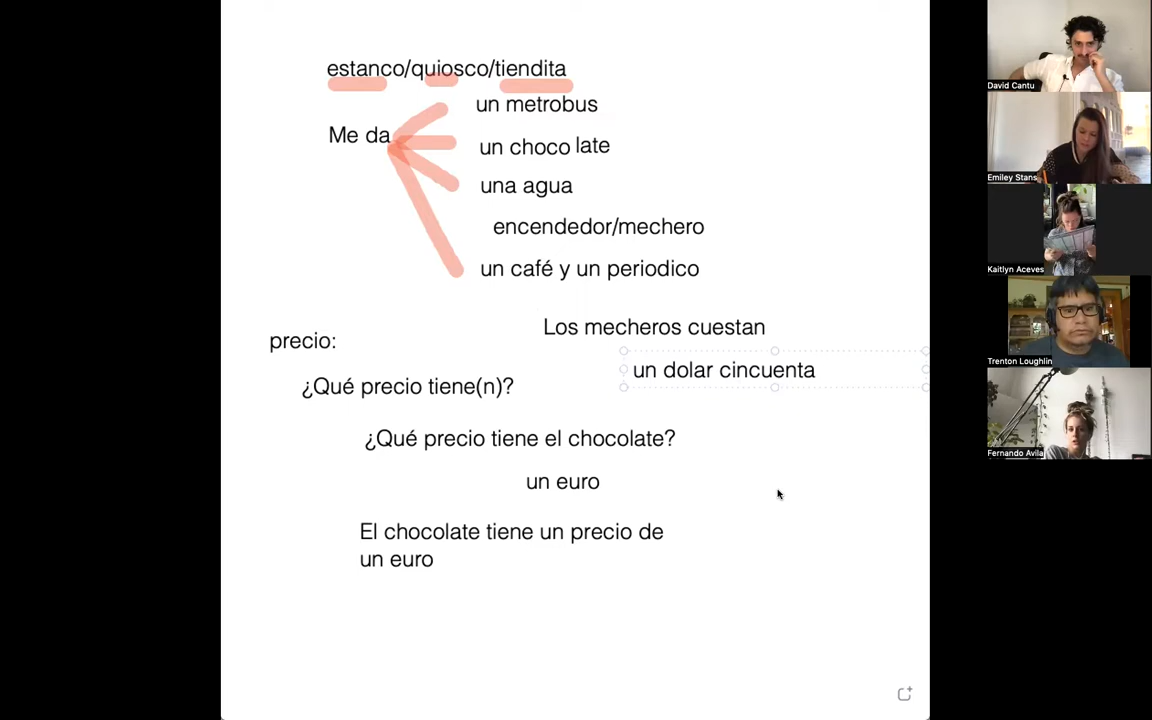 estanco/quiosco/tiendita
un metrobus
Me da
un choco late
una agua
encendedor/mechero
un café y un periodico
Los mecheros cuestan
precio:
un dolar cincuenta
¿Qué precio tiene(n)?
¿Qué precio tiene el chocolate?
un euro
El chocolate tiene un precio de
un euro
David Cantu
Emiley Stans
Kaitlyn Aceves
Trenton Loughlin
Fernando Avila